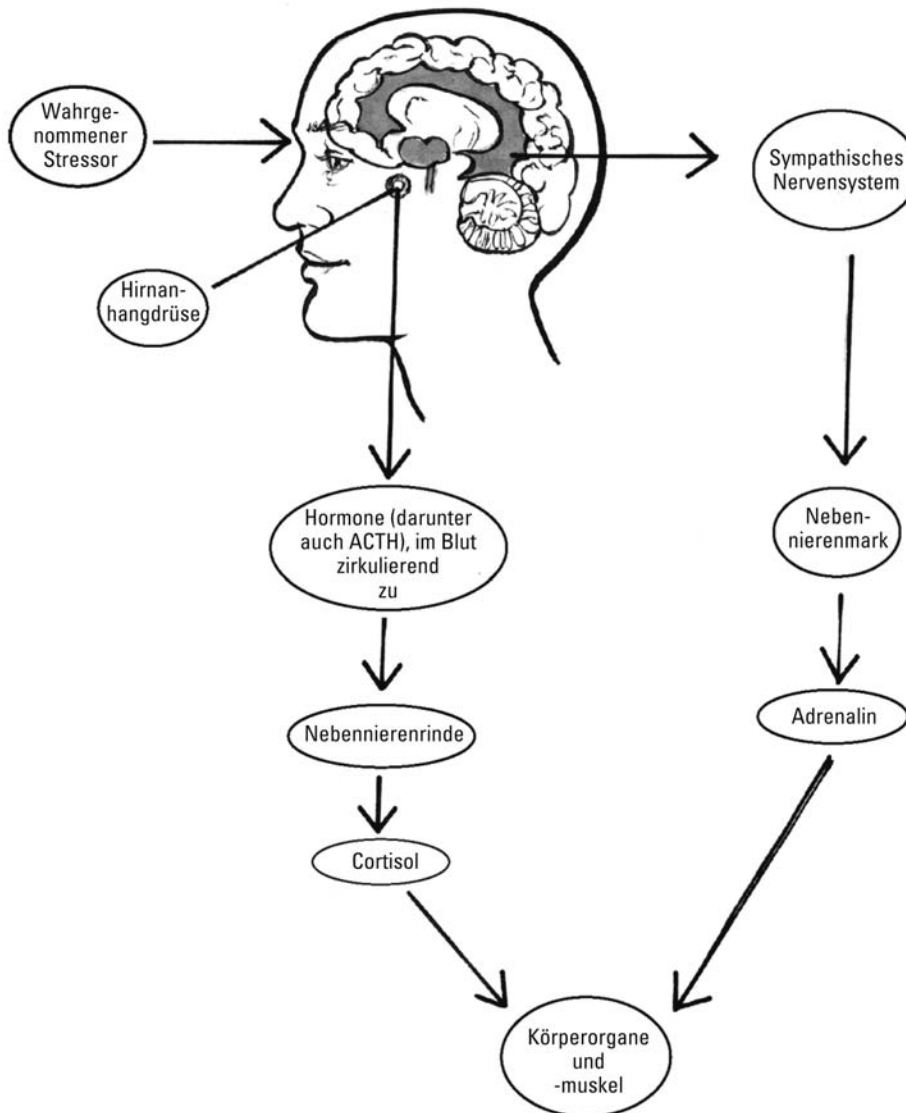 Wahrge-
nommener
Stressor
Sympathisches
Nervensystem
Hirnan-
hangdrüse
Hormone (darunter
auch ACTH), im Blut
zirkulierend
zu
Neben-
nierenmark
Nebennierenrinde
Adrenalin
Cortisol
Körperorgane
und
-muskel